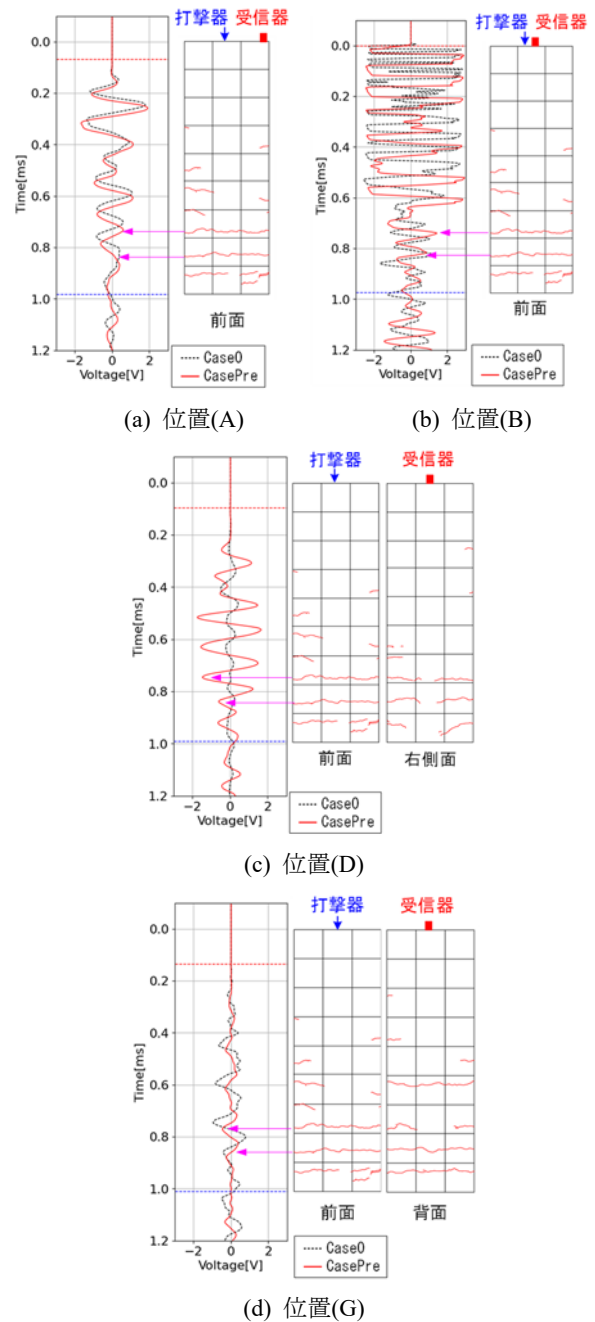 打撃器 受信器
0.0
0.2
0.4
0.6
0.8
1.0
1.2
Time[ms]
−2 0 2
Voltage[V]
前面
Case0
CasePre
(a) 位置(A)
打撃器 受信器
0.0
0.2
0.4
0.6
0.8
1.0
1.2
Time[ms]
−2 0 2
Voltage[V]
前面
Case0
CasePre
(b) 位置(B)
打撃器 受信器
0.0
0.2
0.4
0.6
0.8
1.0
1.2
Time[ms]
−2 0 2
Voltage[V]
前面 右側面
Case0
CasePre
(c) 位置(D)
打撃器 受信器
0.0
0.2
0.4
0.6
0.8
1.0
1.2
Time[ms]
−2 0 2
Voltage[V]
前面 背面
Case0
CasePre
(d) 位置(G)